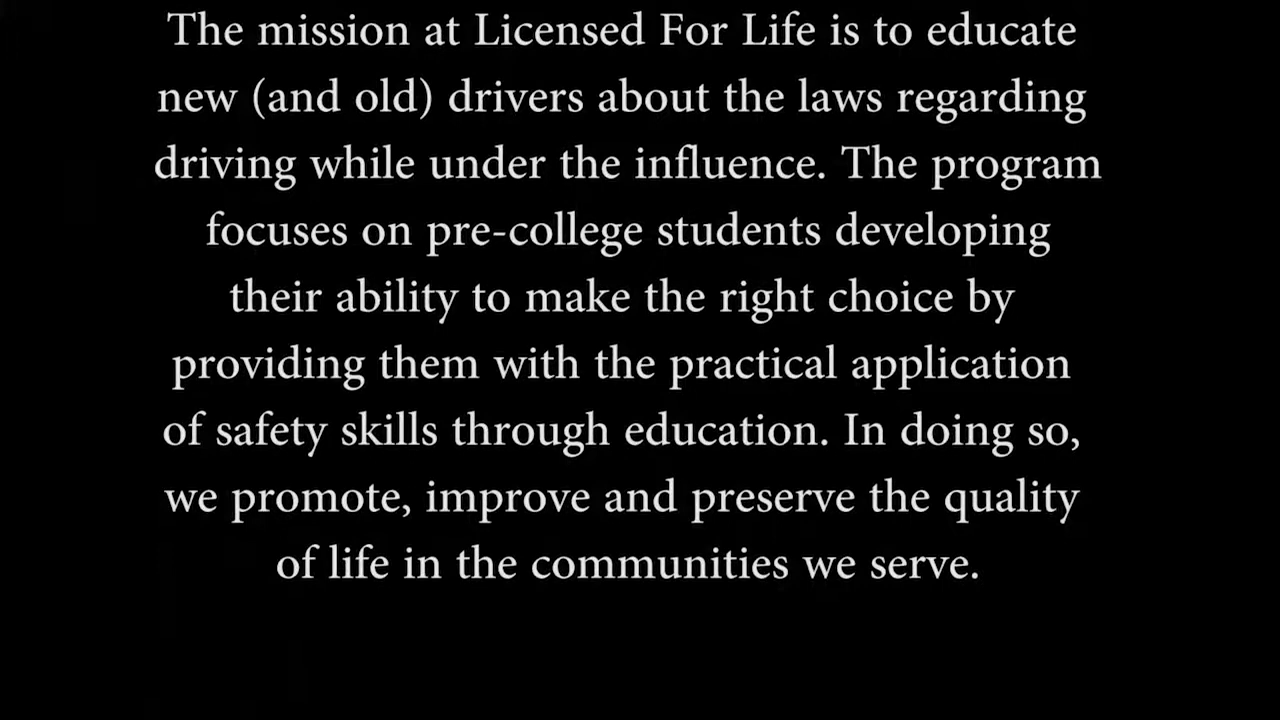 The mission at Licensed For Life is to educate
new (and old) drivers about the laws regarding
driving while under the influence. The program
focuses on pre-college students developing
their ability to make the right choice by
providing them with the practical application
of safety skills through education. In doing so,
we promote, improve and preserve the quality
of life in the communities we serve.